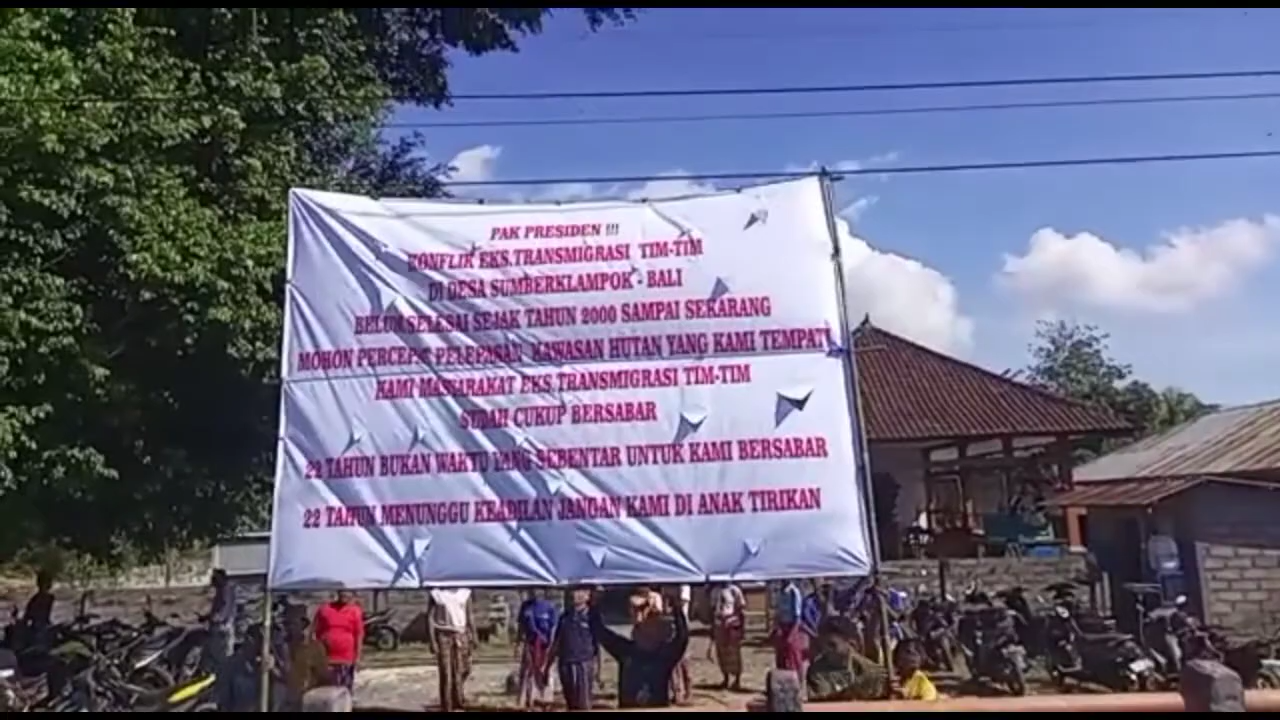 PAK PRESIDEN !!!
KONFLIK EKS.TRANSMIGRASI TIM-TIM
DI DESA SUMBERKLAMPOK - BALI
BELUM SELESAI SEJAK TAHUN 2000 SAMPAI SEKARANG
MOHON PERCEPAT PELEPASAN KAWASAN HUTAN YANG KAMI TEMPATI
KAMI MASYARAKAT EKS TRANSMIGRASI TIM-TIM
SUDAH CUKUP BERSABAR
22 TAHUN BUKAN WAKTU YANG SEBENTAR UNTUK KAMI BERSABAR
22 TAHUN MENUNGGU KEADILAN JANGAN KAMI DI ANAK TIRIKAN